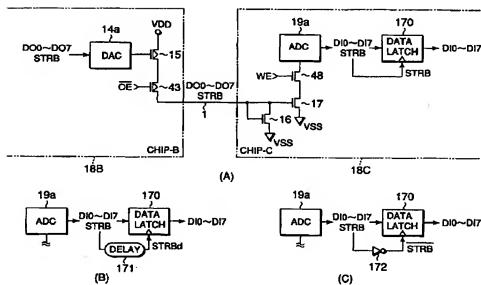 14a
VDD
DO0~DO7
STRB
DAC
15
OE
43
DO0~DO7
STRB
1
CHIP-B
18B
19a
170
ADC
DI0~DI7
STRB
DATA
LATCH
DI0~DI7
STRB
WE
48
17
16
VSS
VSS
CHIP-C
18C
(A)
19a
170
ADC
DI0~DI7
STRB
DATA
LATCH
DI0~DI7
DELAY
STRBd
171
(B)
19a
170
ADC
DI0~DI7
STRB
DATA
LATCH
DI0~DI7
STRB
172
(C)